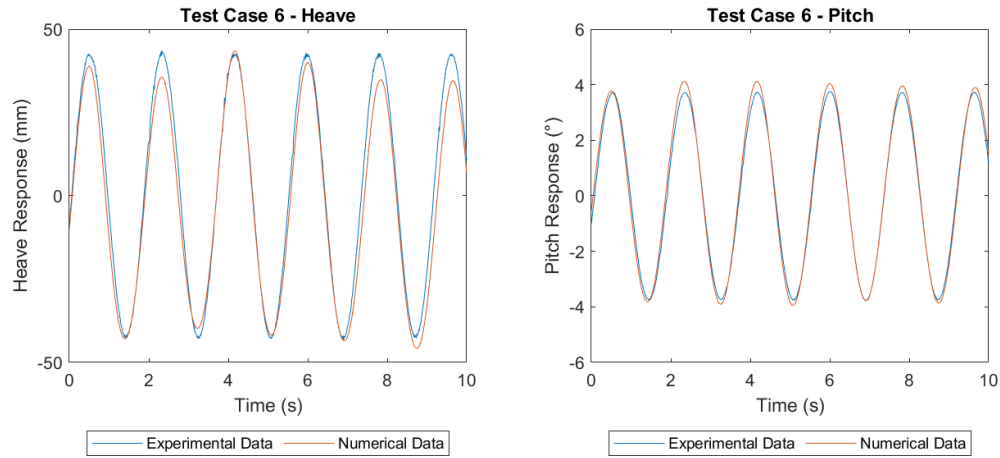 Test Case 6 - Heave
50
0
-50
Heave Response (mm)
0 2 4 6 8 10
Time (s)
Experimental Data Numerical Data
Test Case 6 - Pitch
6
4
2
0
-2
-4
-6
Pitch Response (°)
0 2 4 6 8 10
Time (s)
Experimental Data Numerical Data